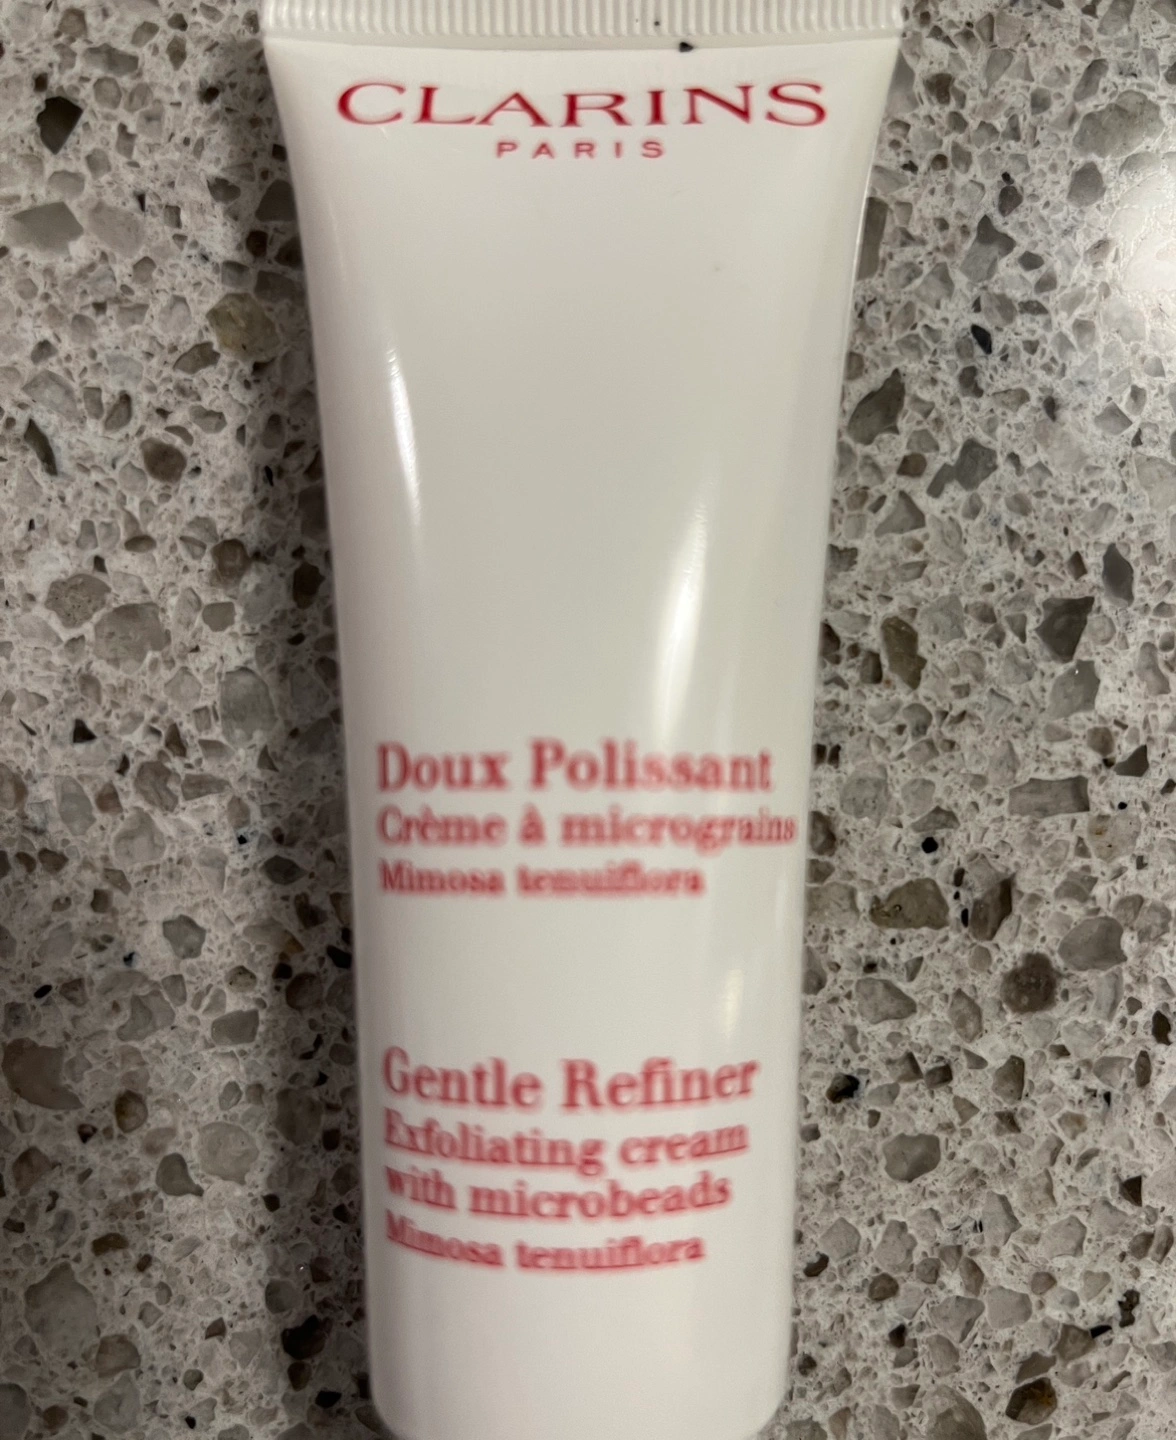 CLARINS
PARIS
Doux Polissant
Crème à micrograins
Mimosa tenuiflora
Gentle Refiner
Exfoliating cream
with microbeads
Mimosa tenuiflora